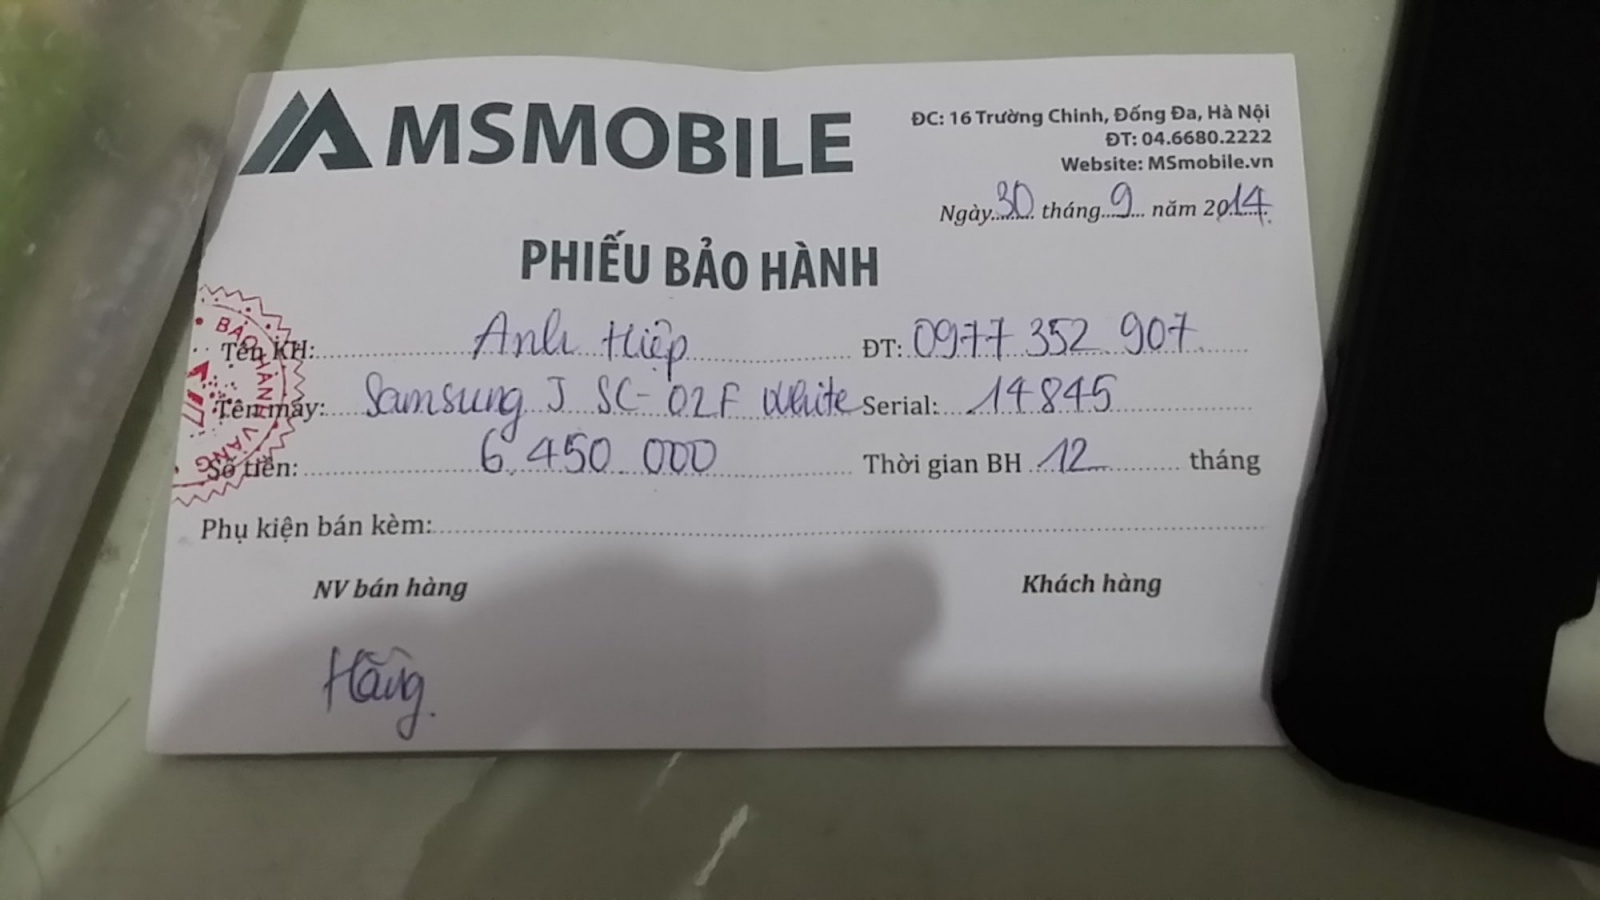 MSMOBILE
ĐC: 16 Trường Chinh, Đống Đa, Hà Nội
ĐT: 04.6680.2222
Website: MSmobile.vn
Ngày 30 tháng 9 năm 2014
PHIẾU BẢO HÀNH
BẢO HÀNH VÀNG
Tên KH: Anh Hiệp ĐT: 0977 352 907
Tên máy: Samsung J SC-02F White Serial: 14845
Số tiền: 6.450 000 Thời gian BH 12 tháng
Phụ kiện bán kèm:
NV bán hàng Khách hàng
Hằng